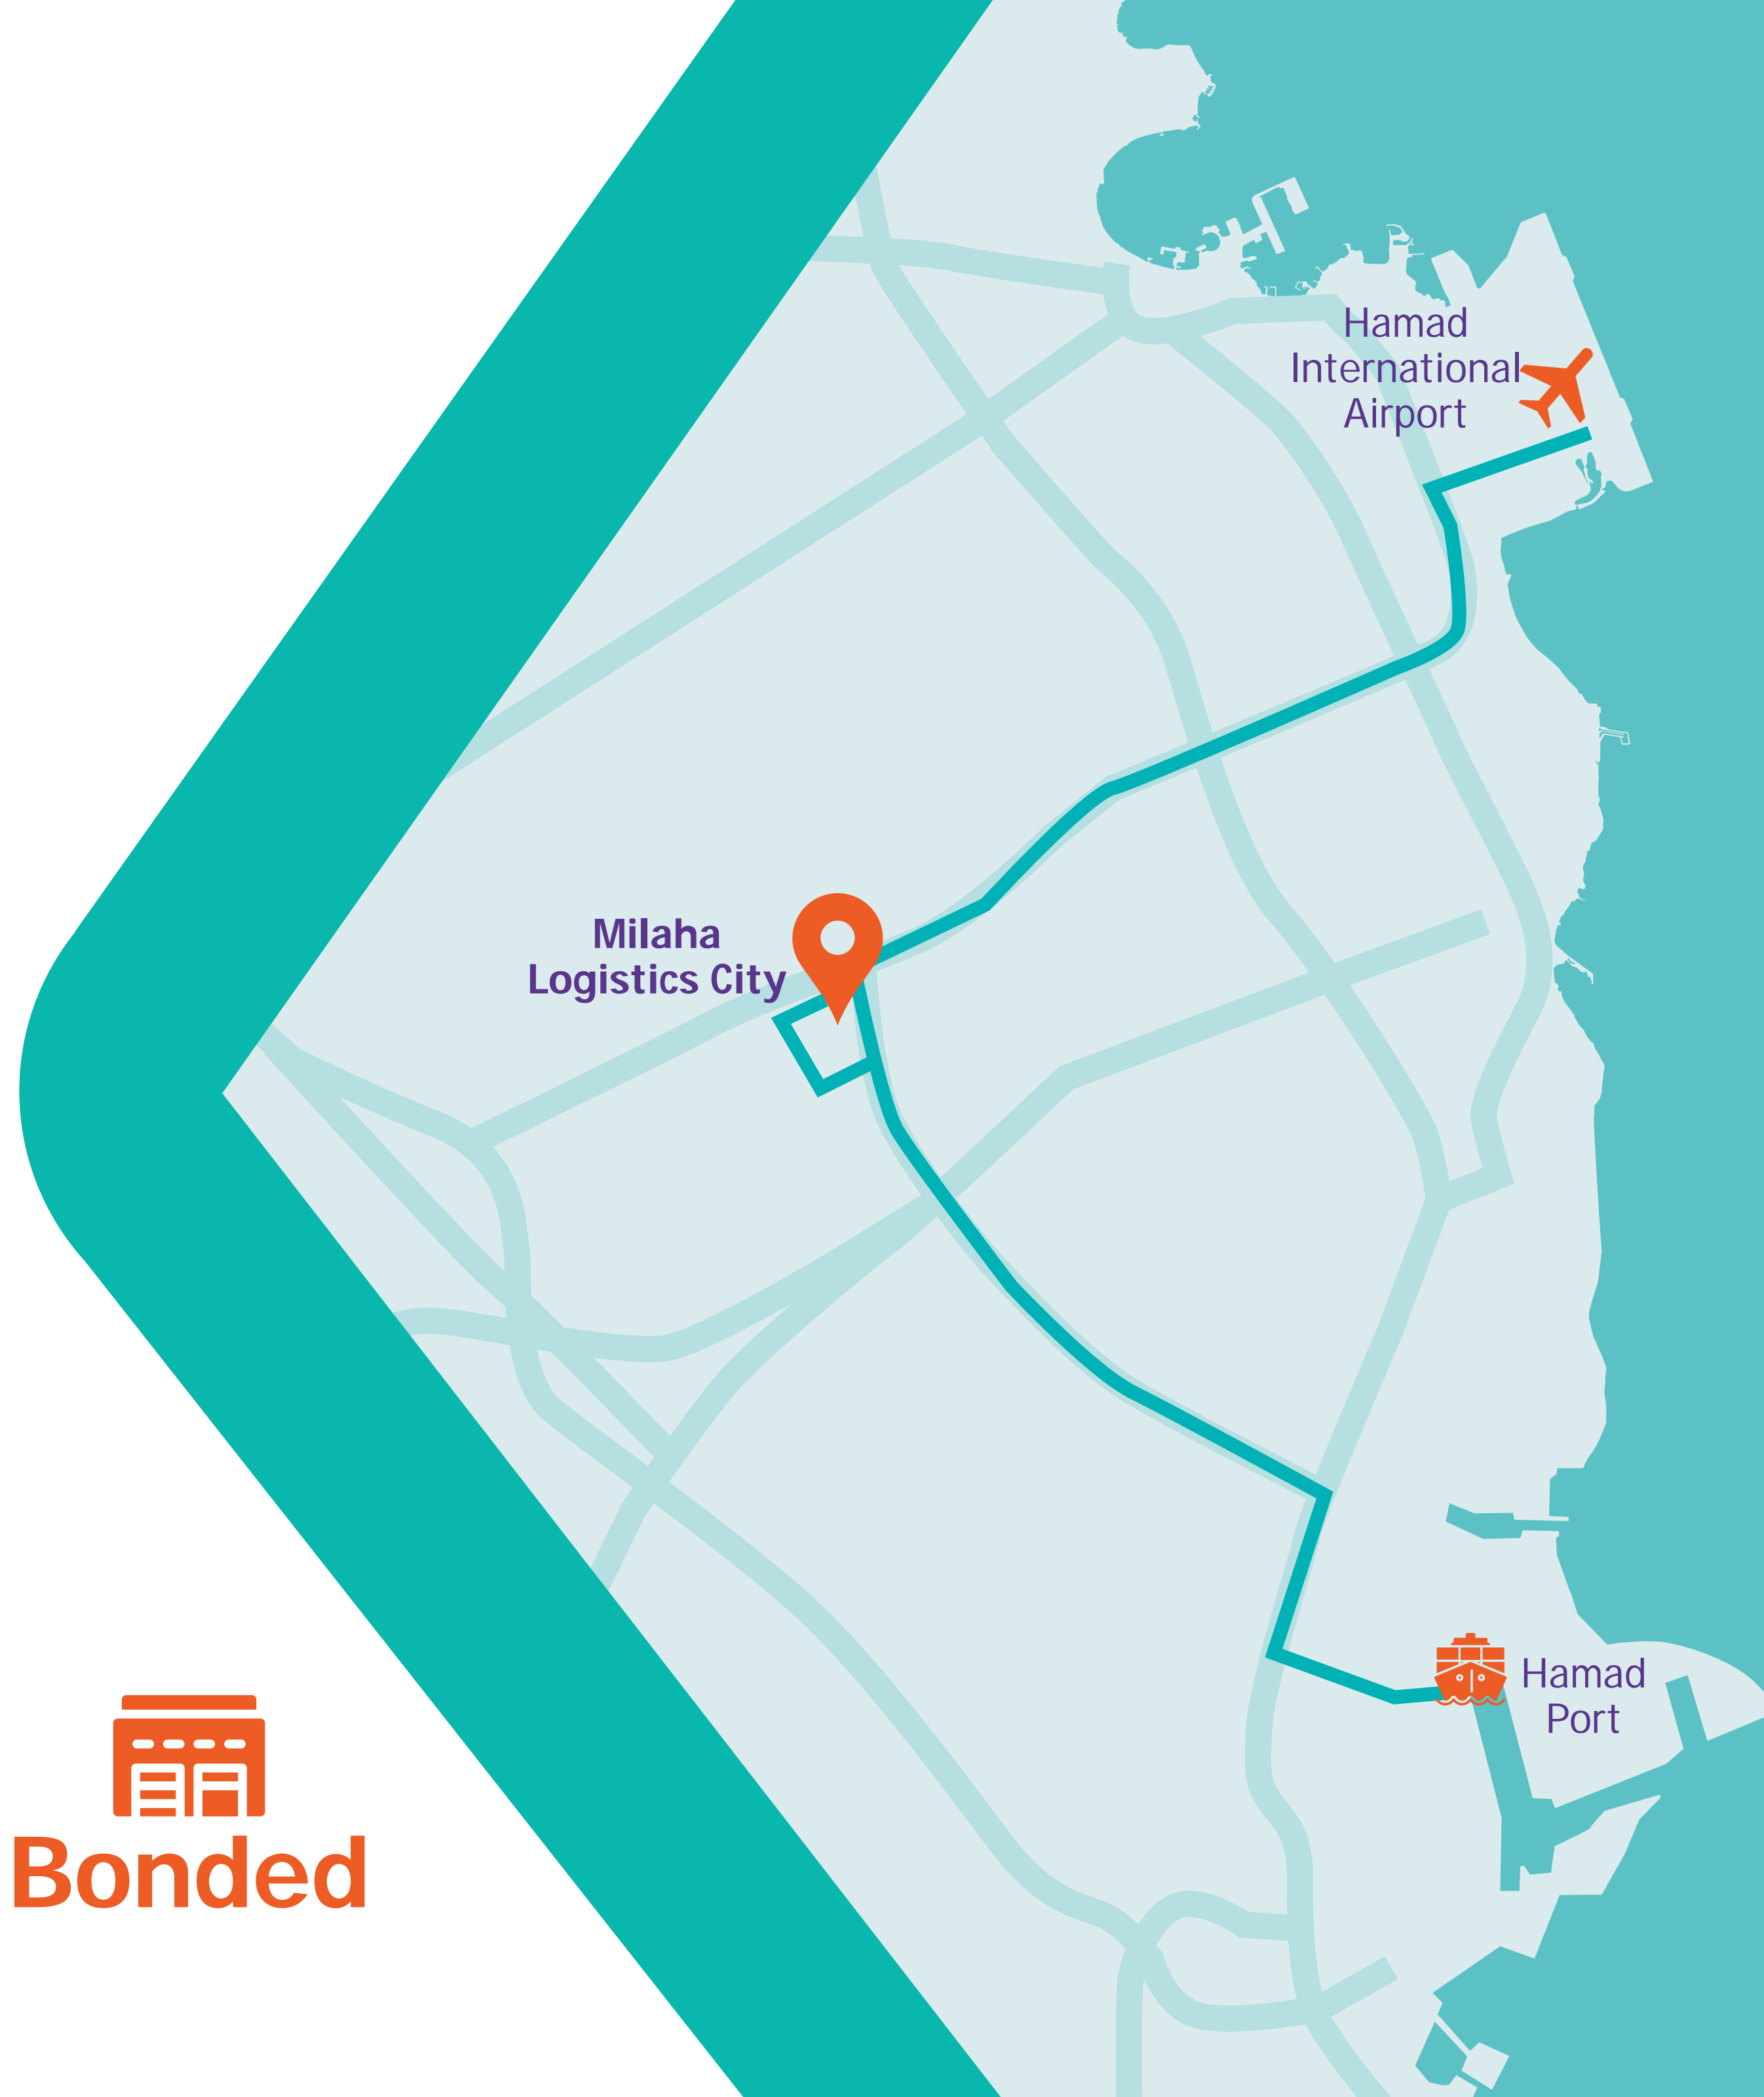 Hamad
International
Airport
Milaha
Logistics City
Hamad
Port
Bonded